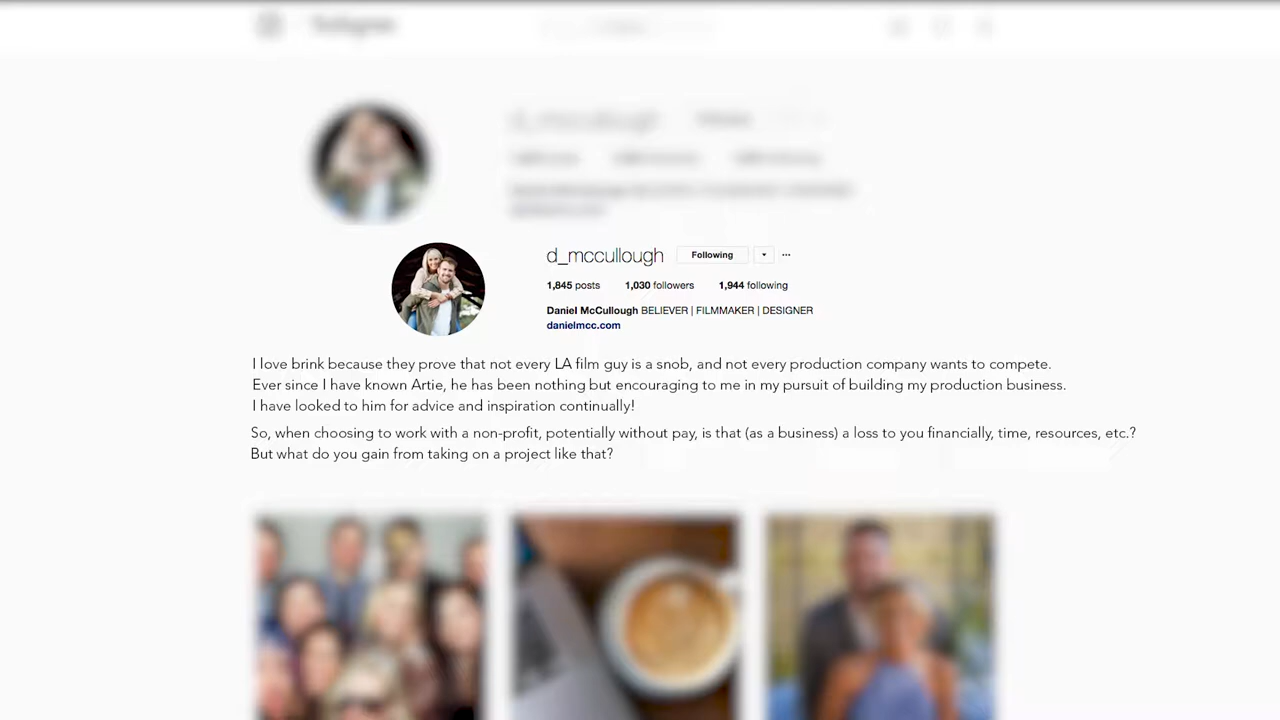 d_mccullough Following ...
1,845 posts 1,030 followers 1,944 following
Daniel McCullough BELIEVER | FILMMAKER | DESIGNER
danielmcc.com
I love brink because they prove that not every LA film guy is a snob, and not every production company wants to compete.
Ever since I have known Artie, he has been nothing but encouraging to me in my pursuit of building my production business.
I have looked to him for advice and inspiration continually!
So, when choosing to work with a non-profit, potentially without pay, is that (as a business) a loss to you financially, time, resources, etc.?
But what do you gain from taking on a project like that?